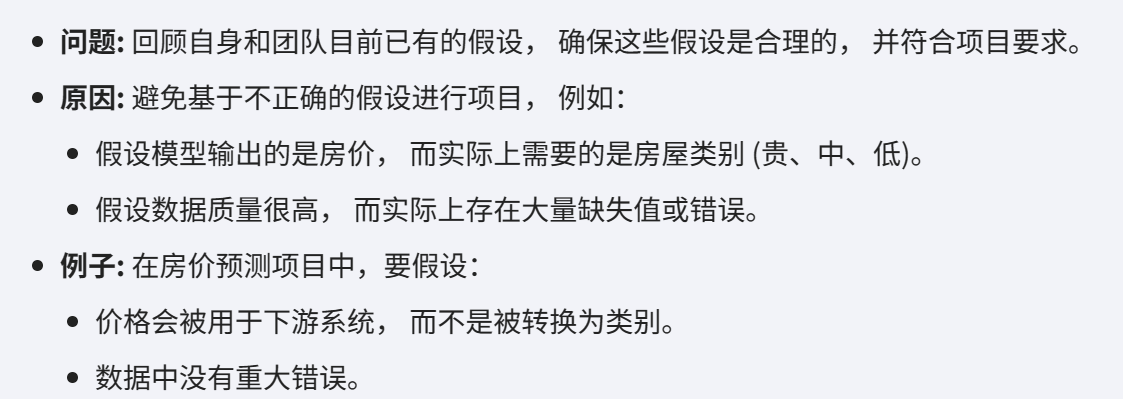 问题: 回顾自身和团队目前已有的假设， 确保这些假设是合理的， 并符合项目要求。
原因: 避免基于不正确的假设进行项目， 例如：
假设模型输出的是房价， 而实际上需要的是房屋类别 (贵、中、低)。
假设数据质量很高， 而实际上存在大量缺失值或错误。
例子: 在房价预测项目中，要假设：
价格会被用于下游系统， 而不是被转换为类别。
数据中没有重大错误。